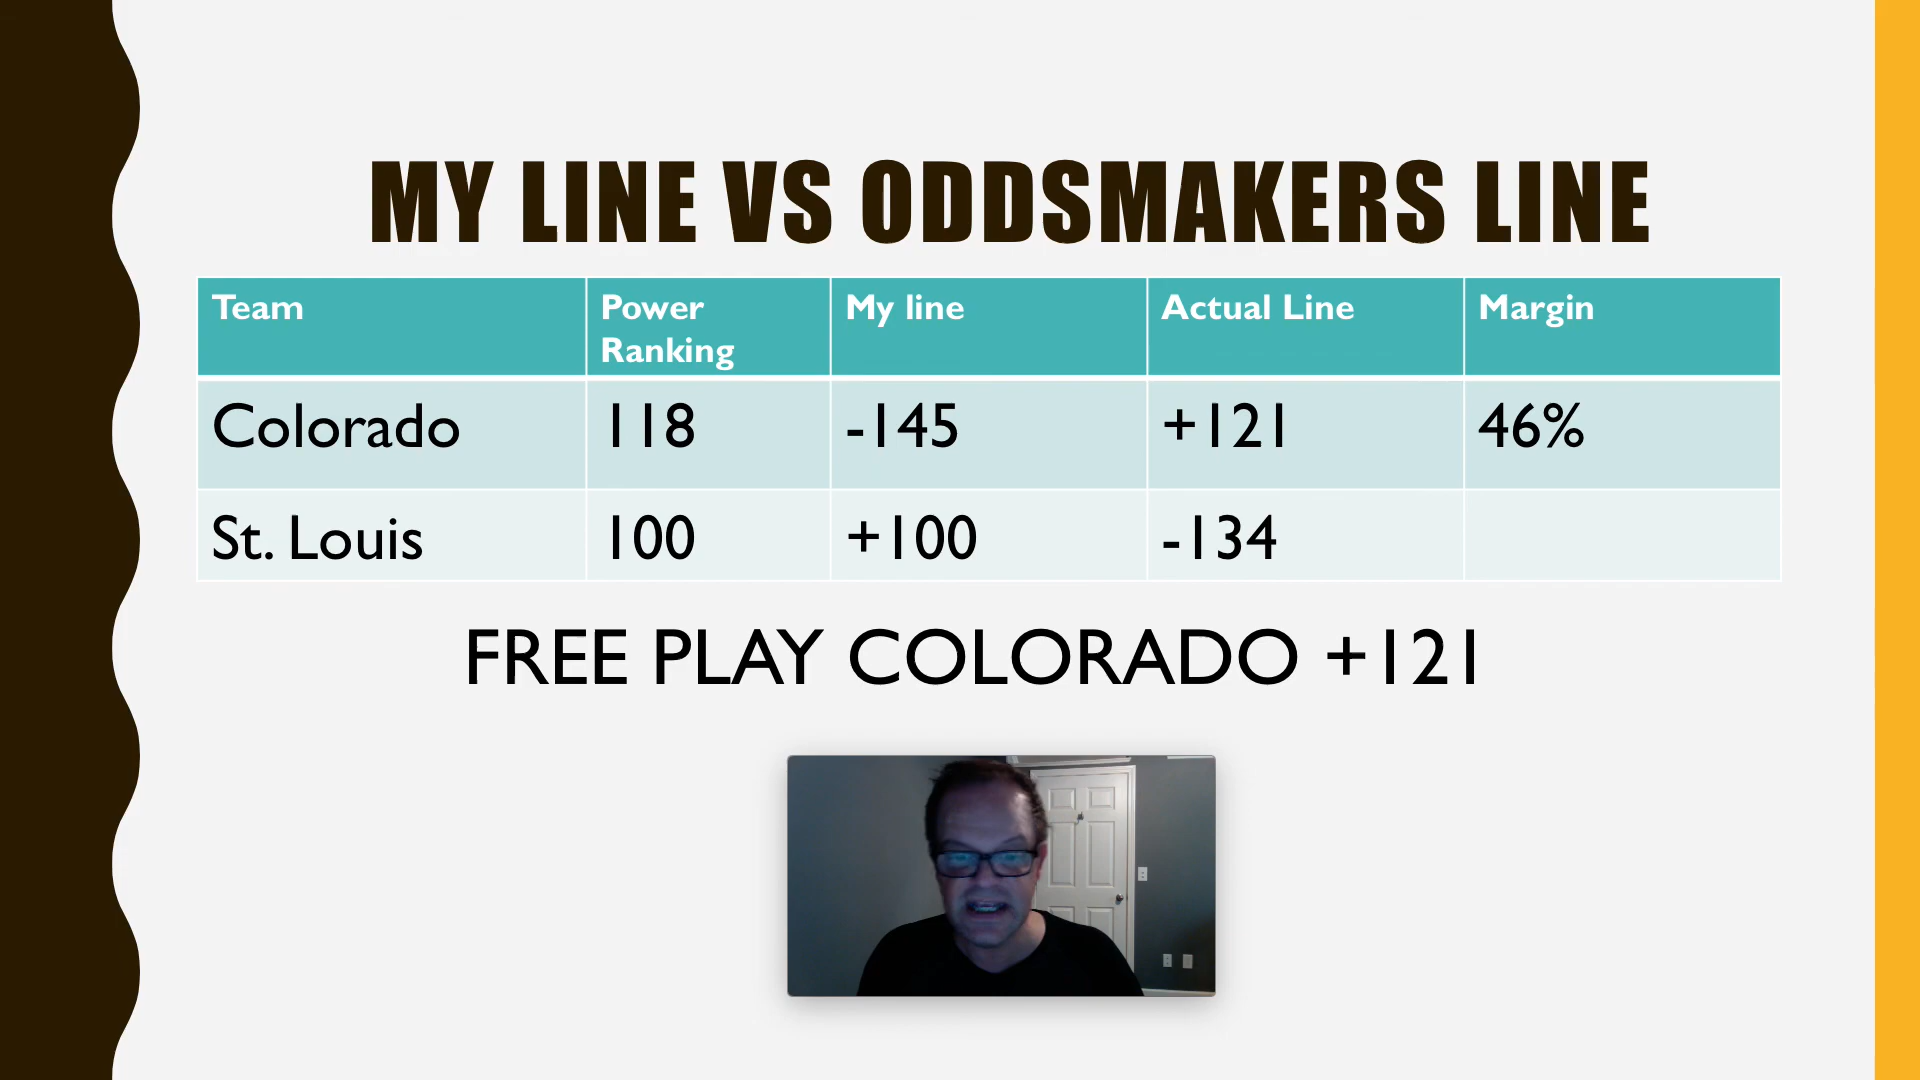 MY LINE VS ODDSMAKERS LINE
Team Power Ranking My line Actual Line Margin
Colorado 118 -145 +121 46%
St. Louis 100 +100 -134
FREE PLAY COLORADO +121